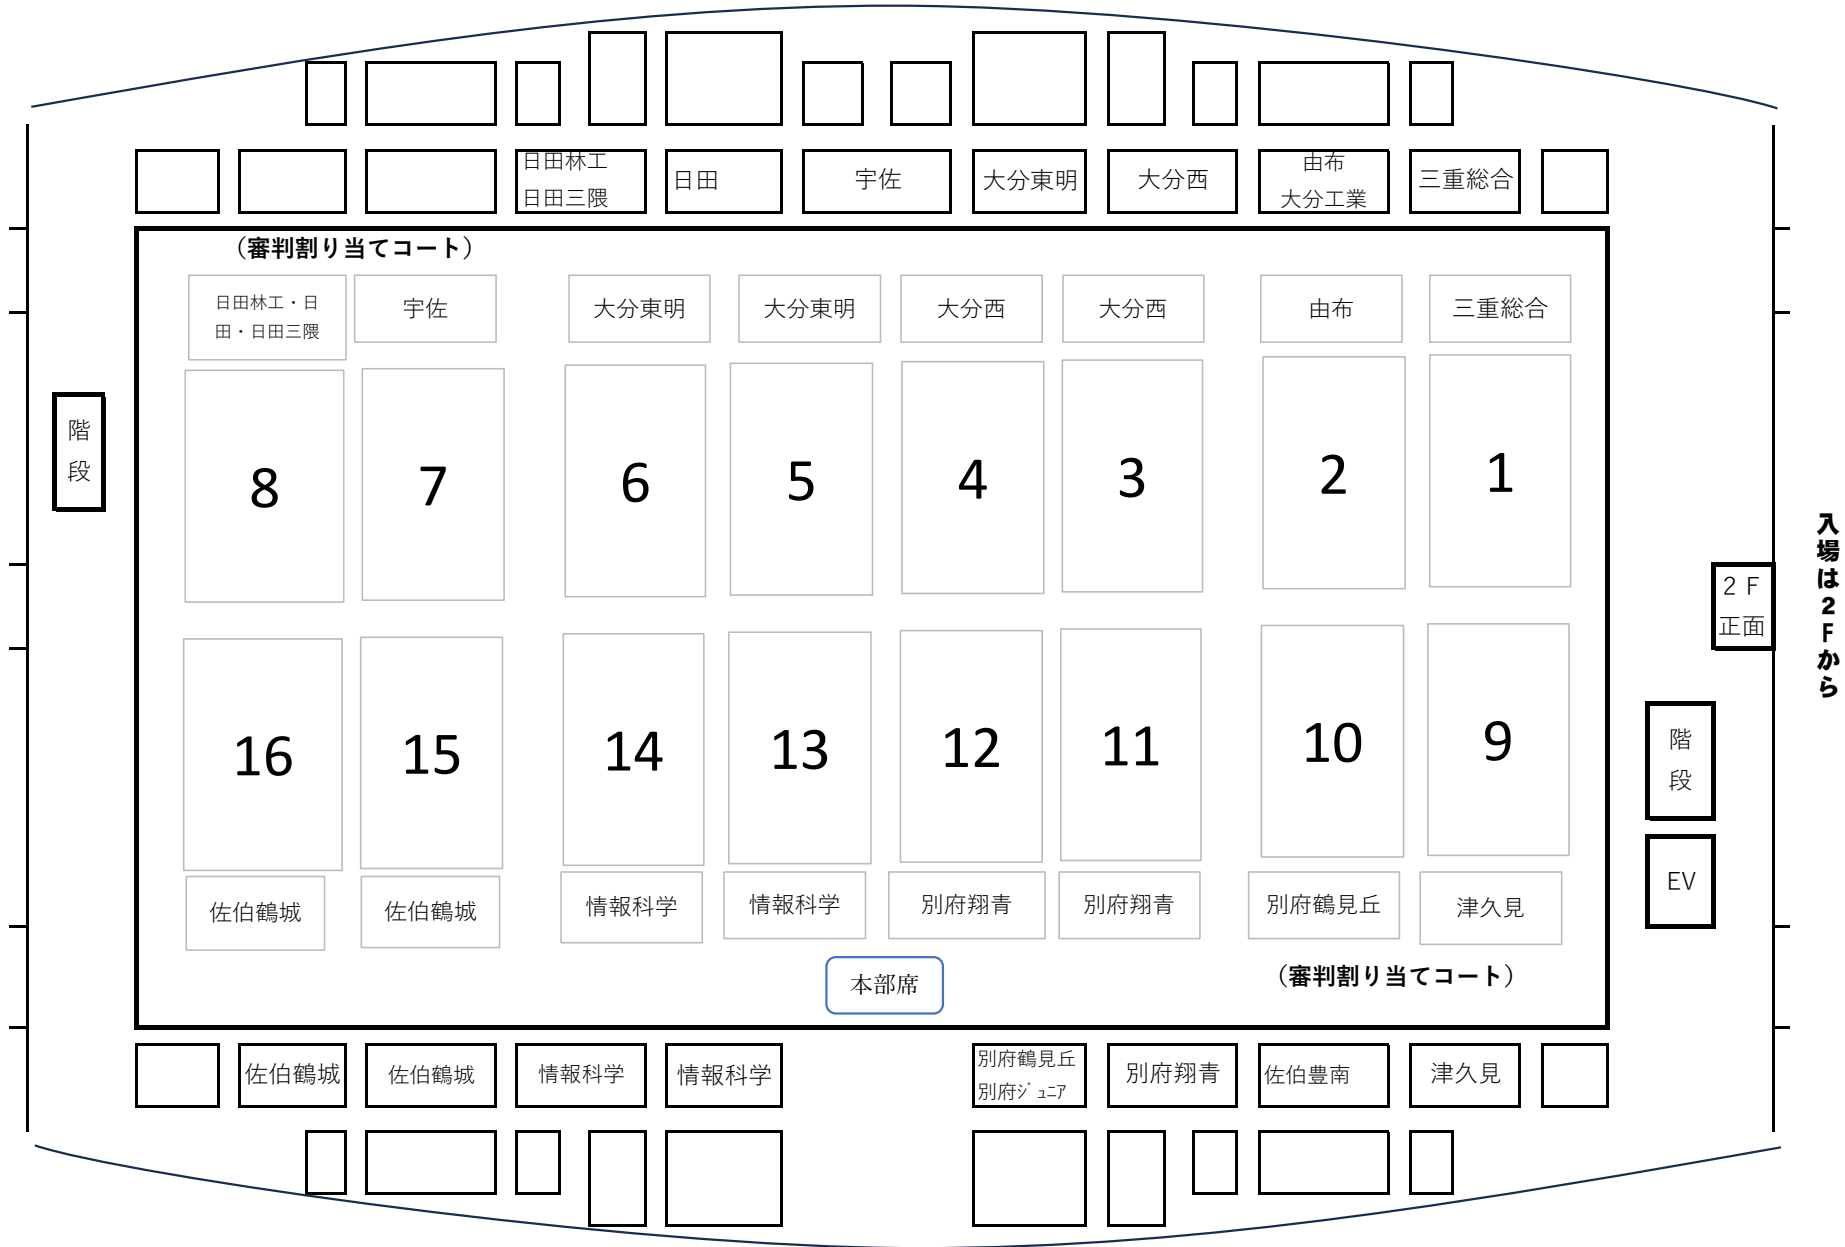 日田林工
日田三隈
日田
宇佐
大分東明
大分西
由布
大分工業
三重総合
（審判割り当てコート）
日田林工・日
田・日田三隈
宇佐
大分東明
大分東明
大分西
大分西
由布
三重総合
階
段
8
7
6
5
4
3
2
1
入場は２Ｆから
２Ｆ
正面
16
15
14
13
12
11
10
9
階
段
EV
佐伯鶴城
佐伯鶴城
情報科学
情報科学
別府翔青
別府翔青
別府鶴見丘
津久見
本部席
（審判割り当てコート）
佐伯鶴城
佐伯鶴城
情報科学
情報科学
別府鶴見丘
別府ｼﾞｭﾆｱ
別府翔青
佐伯豊南
津久見